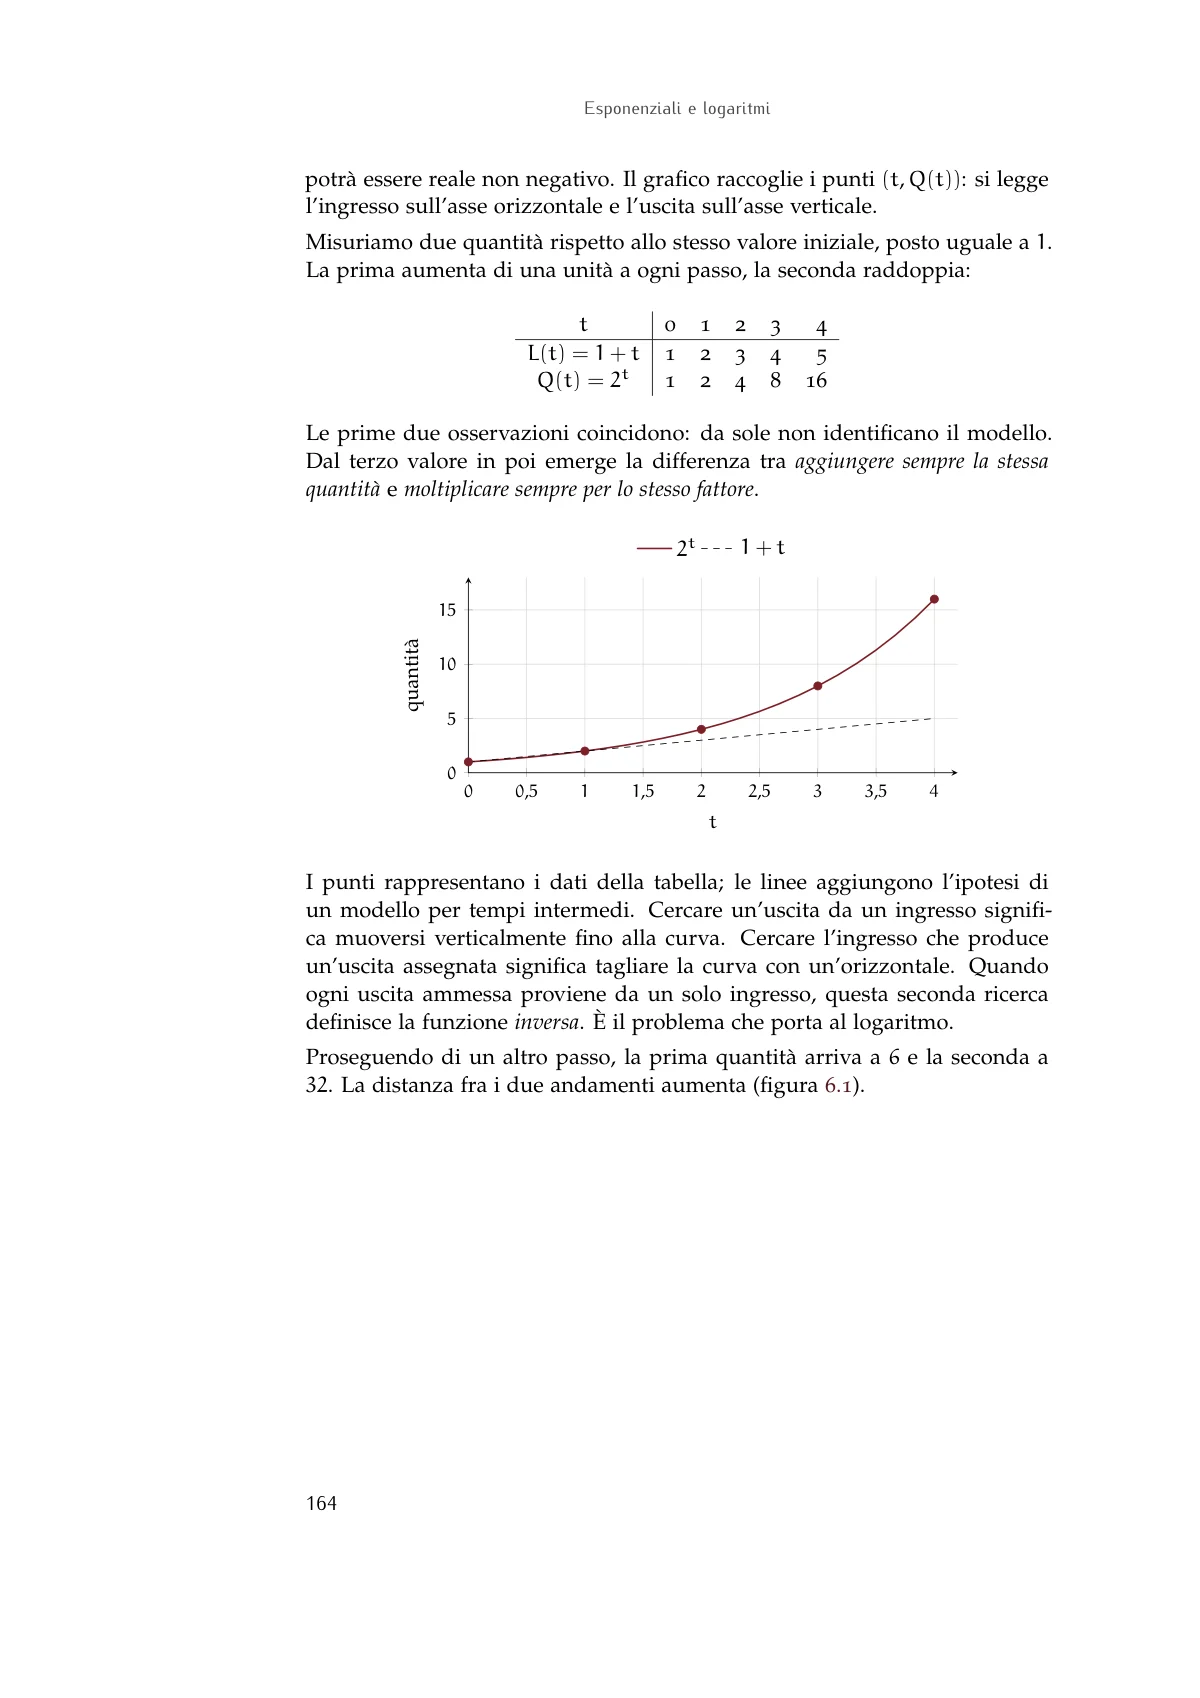 Esponenziali e logaritmi
potrà essere reale non negativo. Il grafico raccoglie i punti (t, Q(t)): si legge
l'ingresso sull'asse orizzontale e l'uscita sull'asse verticale.
Misuriamo due quantità rispetto allo stesso valore iniziale, posto uguale a 1.
La prima aumenta di una unità a ogni passo, la seconda raddoppia:
t 0 1 2 3 4
L(t) = 1 + t 1 2 3 4 5
Q(t) = 2^t 1 2 4 8 16
Le prime due osservazioni coincidono: da sole non identificano il modello.
Dal terzo valore in poi emerge la differenza tra aggiungere sempre la stessa
quantità e moltiplicare sempre per lo stesso fattore.
2^t 1 + t
15
10
5
0
quantità
0 0,5 1 1,5 2 2,5 3 3,5 4
t
I punti rappresentano i dati della tabella; le linee aggiungono l'ipotesi di
un modello per tempi intermedi. Cercare un'uscita da un ingresso signifi-
ca muoversi verticalmente fino alla curva. Cercare l'ingresso che produce
un'uscita assegnata significa tagliare la curva con un'orizzontale. Quando
ogni uscita ammessa proviene da un solo ingresso, questa seconda ricerca
definisce la funzione inversa. È il problema che porta al logaritmo.
Proseguendo di un altro passo, la prima quantità arriva a 6 e la seconda a
32. La distanza fra i due andamenti aumenta (figura 6.1).
164